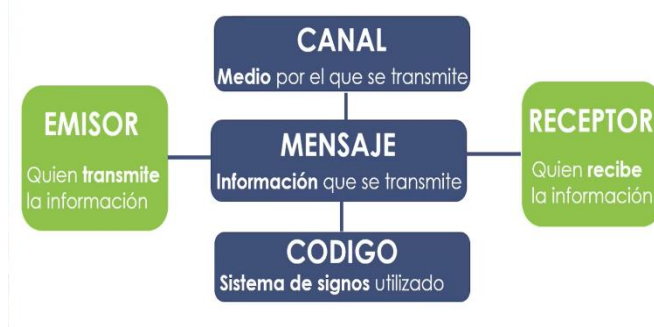 CANAL
Medio por el que se transmite
EMISOR
Quien transmite
la información
MENSAJE
Información que se transmite
RECEPTOR
Quien recibe
la información
CODIGO
Sistema de signos utilizado